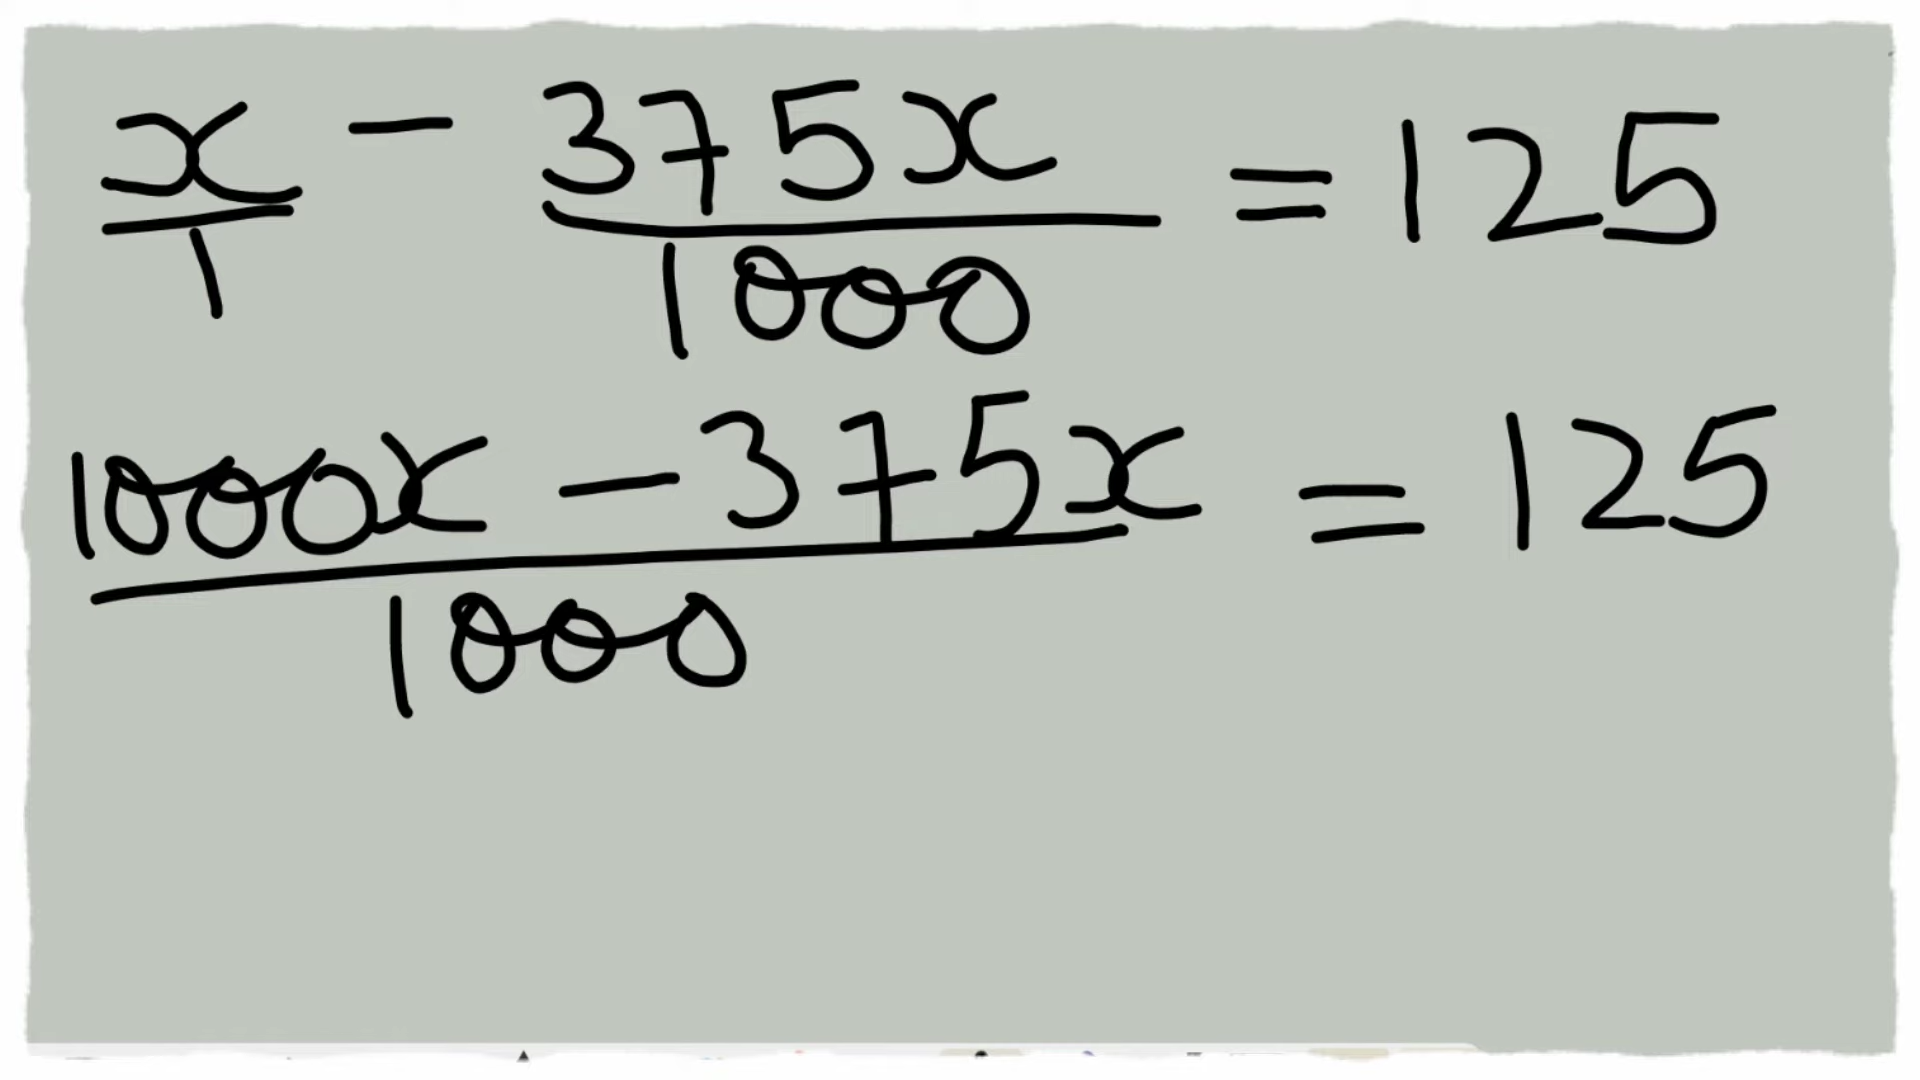 x/1 - 375x/1000 = 125
1000x - 375x/1000 = 125